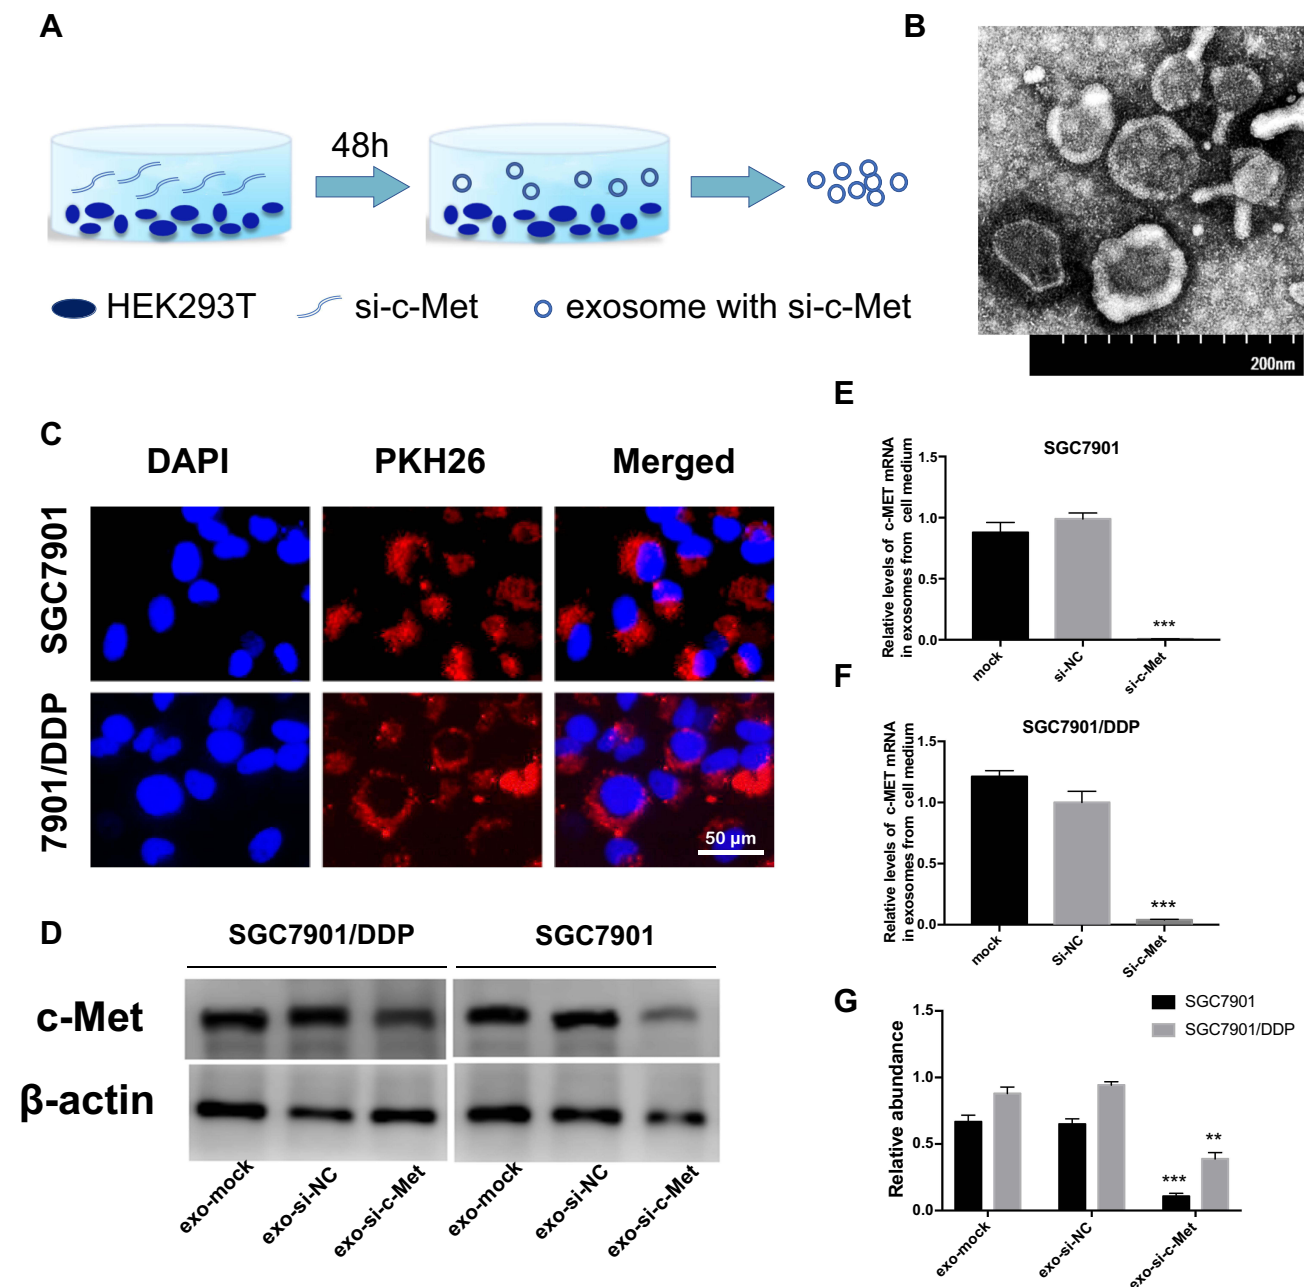 A
48h
HEK293T
si-c-Met
exosome with si-c-Met
B
200nm
C
DAPI
PKH26
Merged
SGC7901
7901/DDP
50 µm
D
SGC7901/DDP
SGC7901
c-Met
β-actin
exo-mock
exo-si-NC
exo-si-c-Met
exo-mock
exo-si-NC
exo-si-c-Met
E
SGC7901
Relative levels of c-MET mRNA
in exosomes from cell medium
1.5
1.0
0.5
0.0
***
mock
si-NC
si-c-Met
F
SGC7901/DDP
Relative levels of c-MET mRNA
in exosomes from cell medium
1.5
1.0
0.5
0.0
***
mock
Si-NC
Si-c-Met
G
SGC7901
SGC7901/DDP
Relative abundance
1.5
1.0
0.5
0.0
***
**
exo-mock
exo-si-NC
exo-si-c-Met